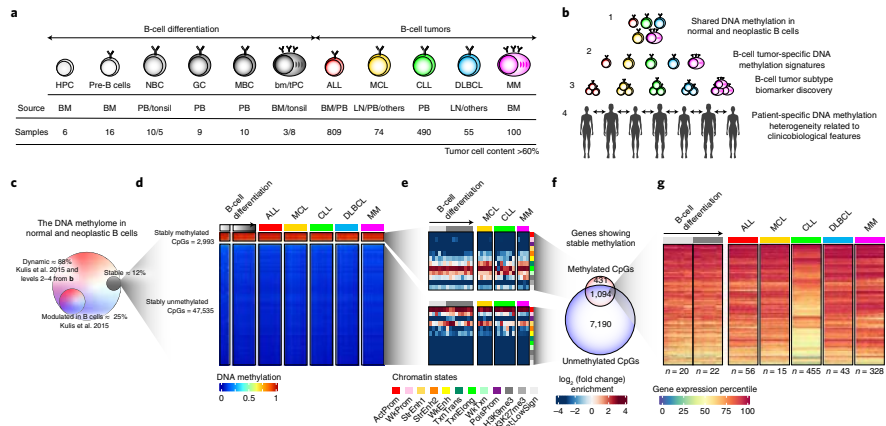 a
B-cell differentiation
B-cell tumors
HPC Pre-B cells NBC GC MBC bm/tPC ALL MCL CLL DLBCL MM
Source BM BM PB/tonsil PB PB BM/tonsil BM/PB LN/PB/others PB LN/others BM
Samples 6 16 10/5 9 10 3/8 809 74 490 55 100
Tumor cell content >60%
b
1
Shared DNA methylation in
normal and neoplastic B cells
2
B-cell tumor-specific DNA
methylation signatures
3
B-cell tumor subtype
biomarker discovery
4
Patient-specific DNA methylation
heterogeneity related to
clinicobiological features
c
The DNA methylome in
normal and neoplastic B cells
Dynamic ≈ 88%
Kulis et al. 2015 and
levels 2–4 from b
Stable ≈ 12%
Modulated in B cells ≈ 25%
Kulis et al. 2015
d
B-cell
differentiation
ALL
MCL
CLL
DLBCL
MM
Stably methylated
CpGs = 2,993
Stably unmethylated
CpGs = 47,535
DNA methylation
0 0.2 0.4 0.6 0.8 1
e
B-cell
differentiation
MCL
CLL
MM
Chromatin states
ActProm
WkProm
StrEnh1
StrEnh2
WkEnh
TxnTrans
TxnElong
WkTxn
PoisProm
H3K9me3
H3K27me3
log2 (fold change)
enrichment
−4 −2 0 2 4
f
Genes showing
stable methylation
Methylated CpGs
431
1,094
7,190
Unmethylated CpGs
g
B-cell
differentiation
ALL
MCL
CLL
DLBCL
MM
n = 20 n = 22 n = 56 n = 15 n = 455 n = 43 n = 328
Gene expression percentile
0 25 50 75 100